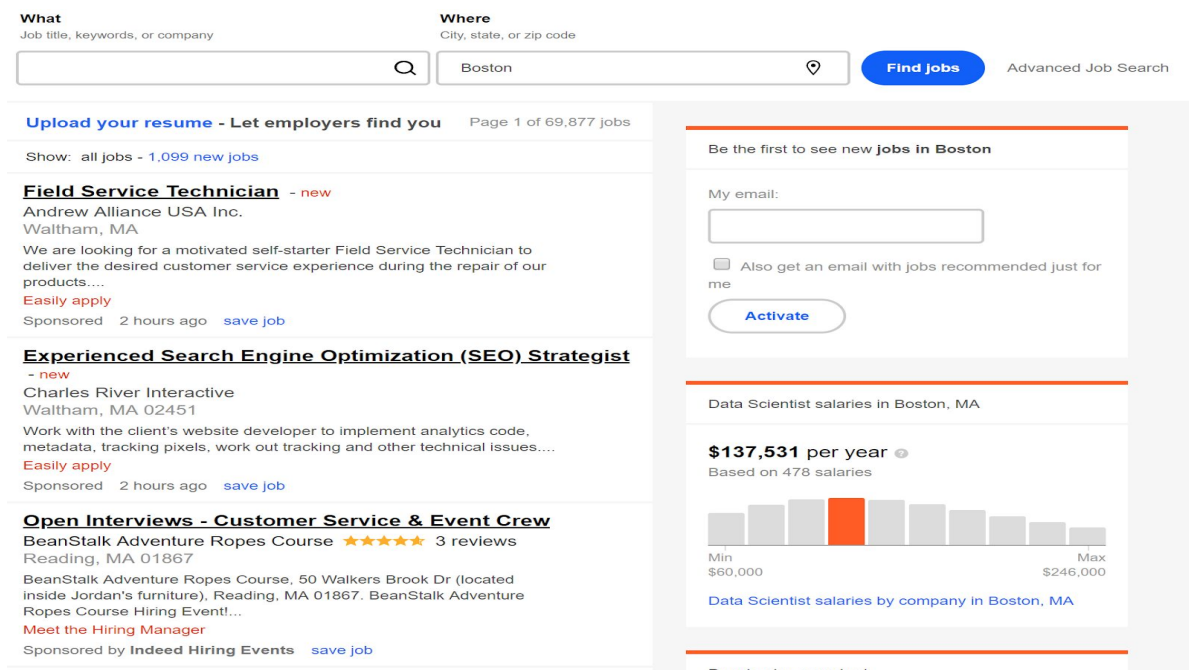 What
Job title, keywords, or company
Where
City, state, or zip code
Boston
Find jobs
Advanced Job Search
Upload your resume - Let employers find you
Page 1 of 69,877 jobs
Show: all jobs - 1,099 new jobs
Field Service Technician - new
Andrew Alliance USA Inc.
Waltham, MA
We are looking for a motivated self-starter Field Service Technician to
deliver the desired customer service experience during the repair of our
products....
Easily apply
Sponsored 2 hours ago save job
Experienced Search Engine Optimization (SEO) Strategist
- new
Charles River Interactive
Waltham, MA 02451
Work with the client's website developer to implement analytics code,
metadata, tracking pixels, work out tracking and other technical issues....
Easily apply
Sponsored 2 hours ago save job
Open Interviews - Customer Service & Event Crew
BeanStalk Adventure Ropes Course 3 reviews
Reading, MA 01867
BeanStalk Adventure Ropes Course, 50 Walkers Brook Dr (located
inside Jordan's furniture), Reading, MA 01867. BeanStalk Adventure
Ropes Course Hiring Event!...
Meet the Hiring Manager
Sponsored by Indeed Hiring Events save job
Be the first to see new jobs in Boston
My email:
Also get an email with jobs recommended just for
me
Activate
Data Scientist salaries in Boston, MA
$137,531 per year ?
Based on 478 salaries
Min
Max
$60,000
$246,000
Data Scientist salaries by company in Boston, MA